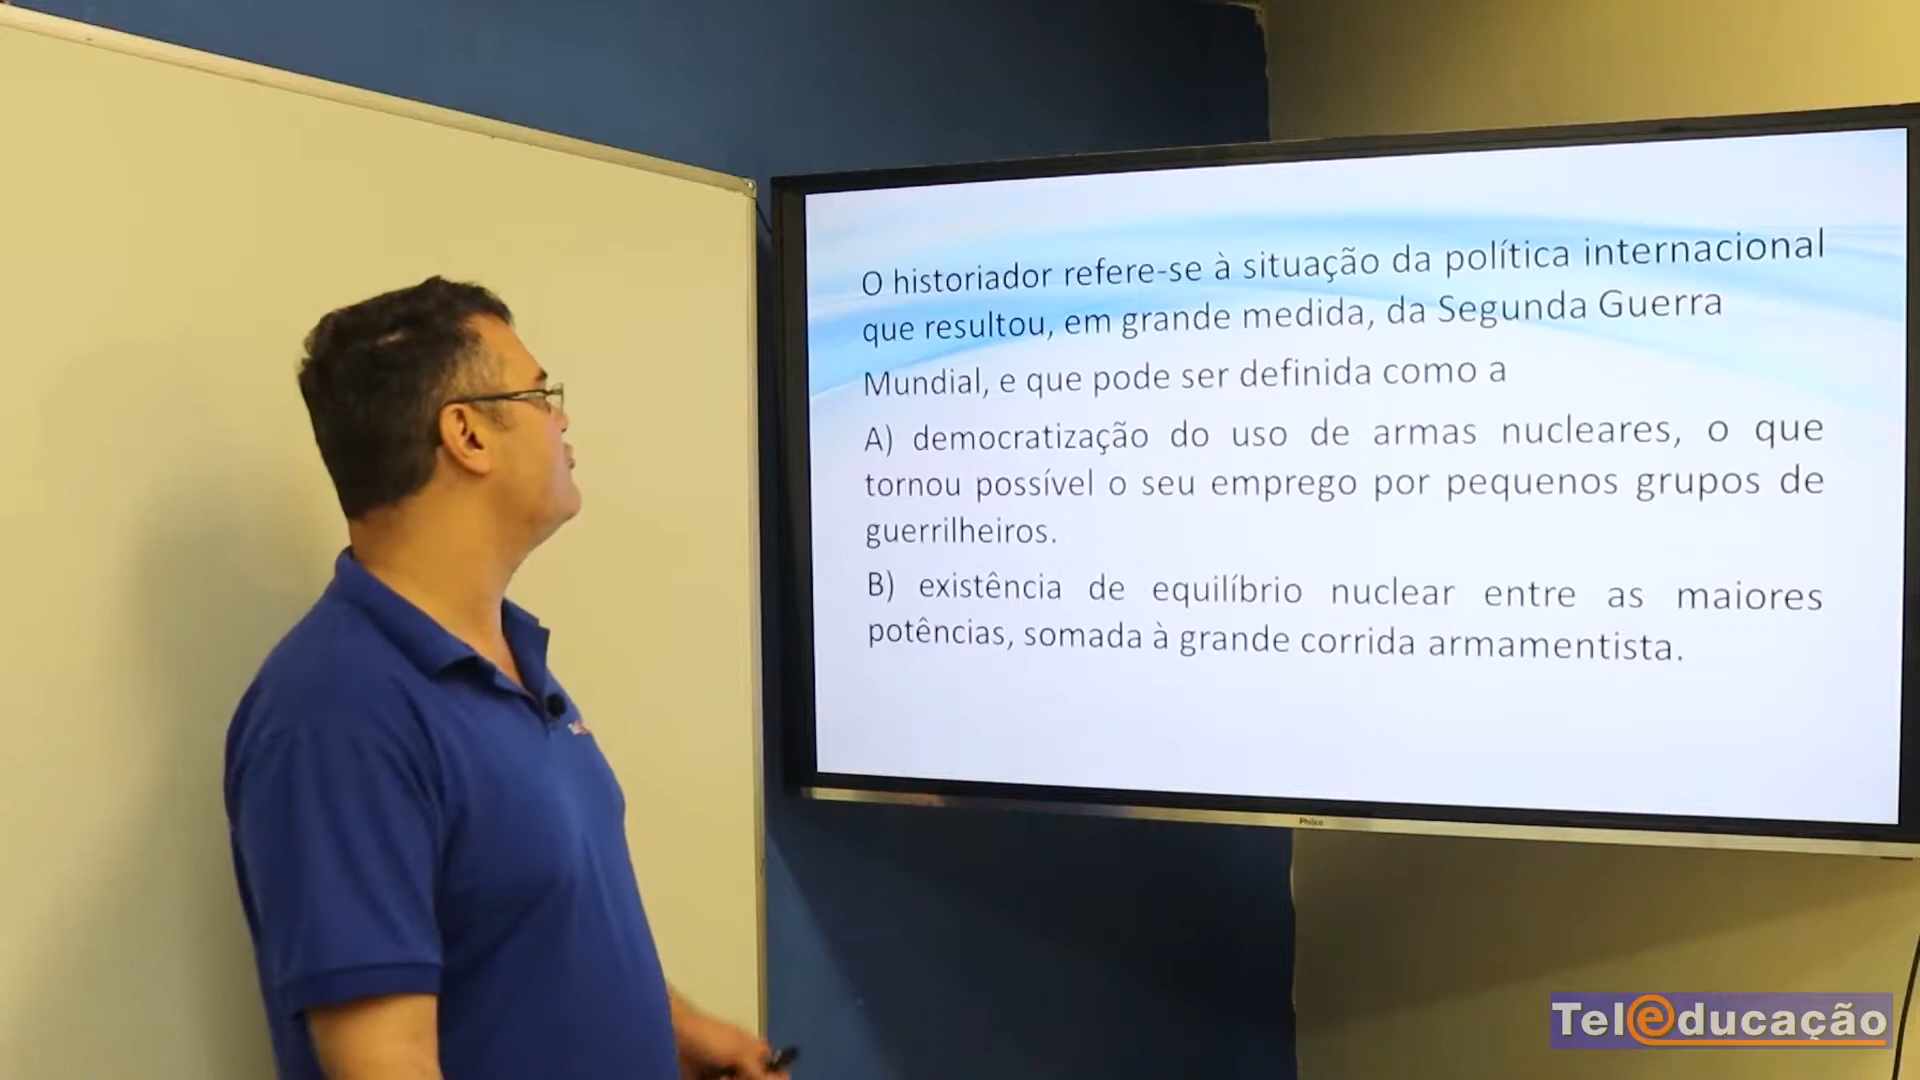 O historiador refere-se à situação da política internacional
que resultou, em grande medida, da Segunda Guerra
Mundial, e que pode ser definida como a
A) democratização do uso de armas nucleares, o que
tornou possível o seu emprego por pequenos grupos de
guerrilheiros.
B) existência de equilíbrio nuclear entre as maiores
potências, somada à grande corrida armamentista.
Philco
Teleducação